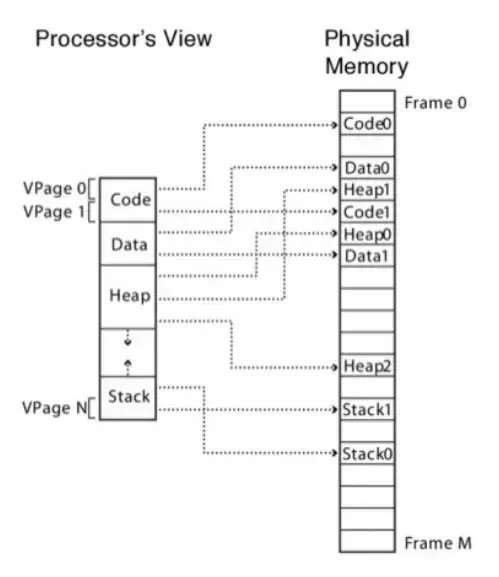 Processor's View
Physical
Memory
Frame 0
Code0
Data0
VPage 0
Heap1
Code
VPage 1
Code1
Heap0
Data
Data1
Heap
Heap2
Stack
VPage N
Stack1
Stack0
Frame M